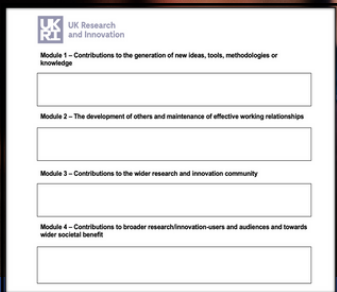 UK
RI
UK Research
and Innovation
Module 1 – Contributions to the generation of new ideas, tools, methodologies or
knowledge
Module 2 – The development of others and maintenance of effective working relationships
Module 3 – Contributions to the wider research and innovation community
Module 4 – Contributions to broader research/innovation-users and audiences and towards
wider societal benefit